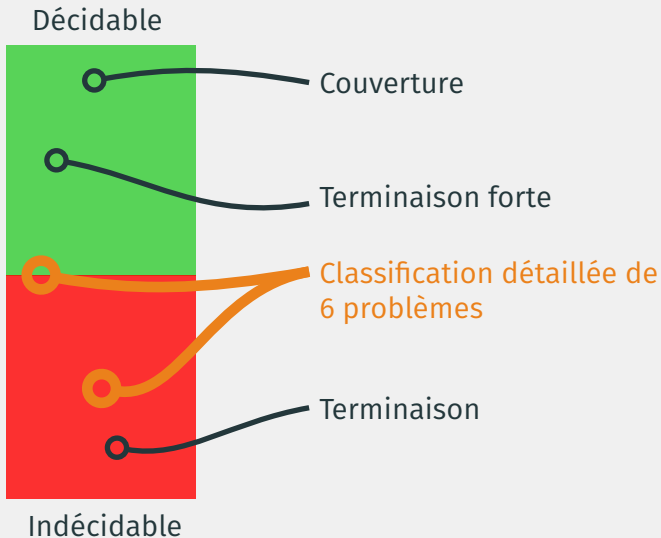 Décidable
Couverture
Terminaison forte
Classification détaillée de
6 problèmes
Terminaison
Indécidable